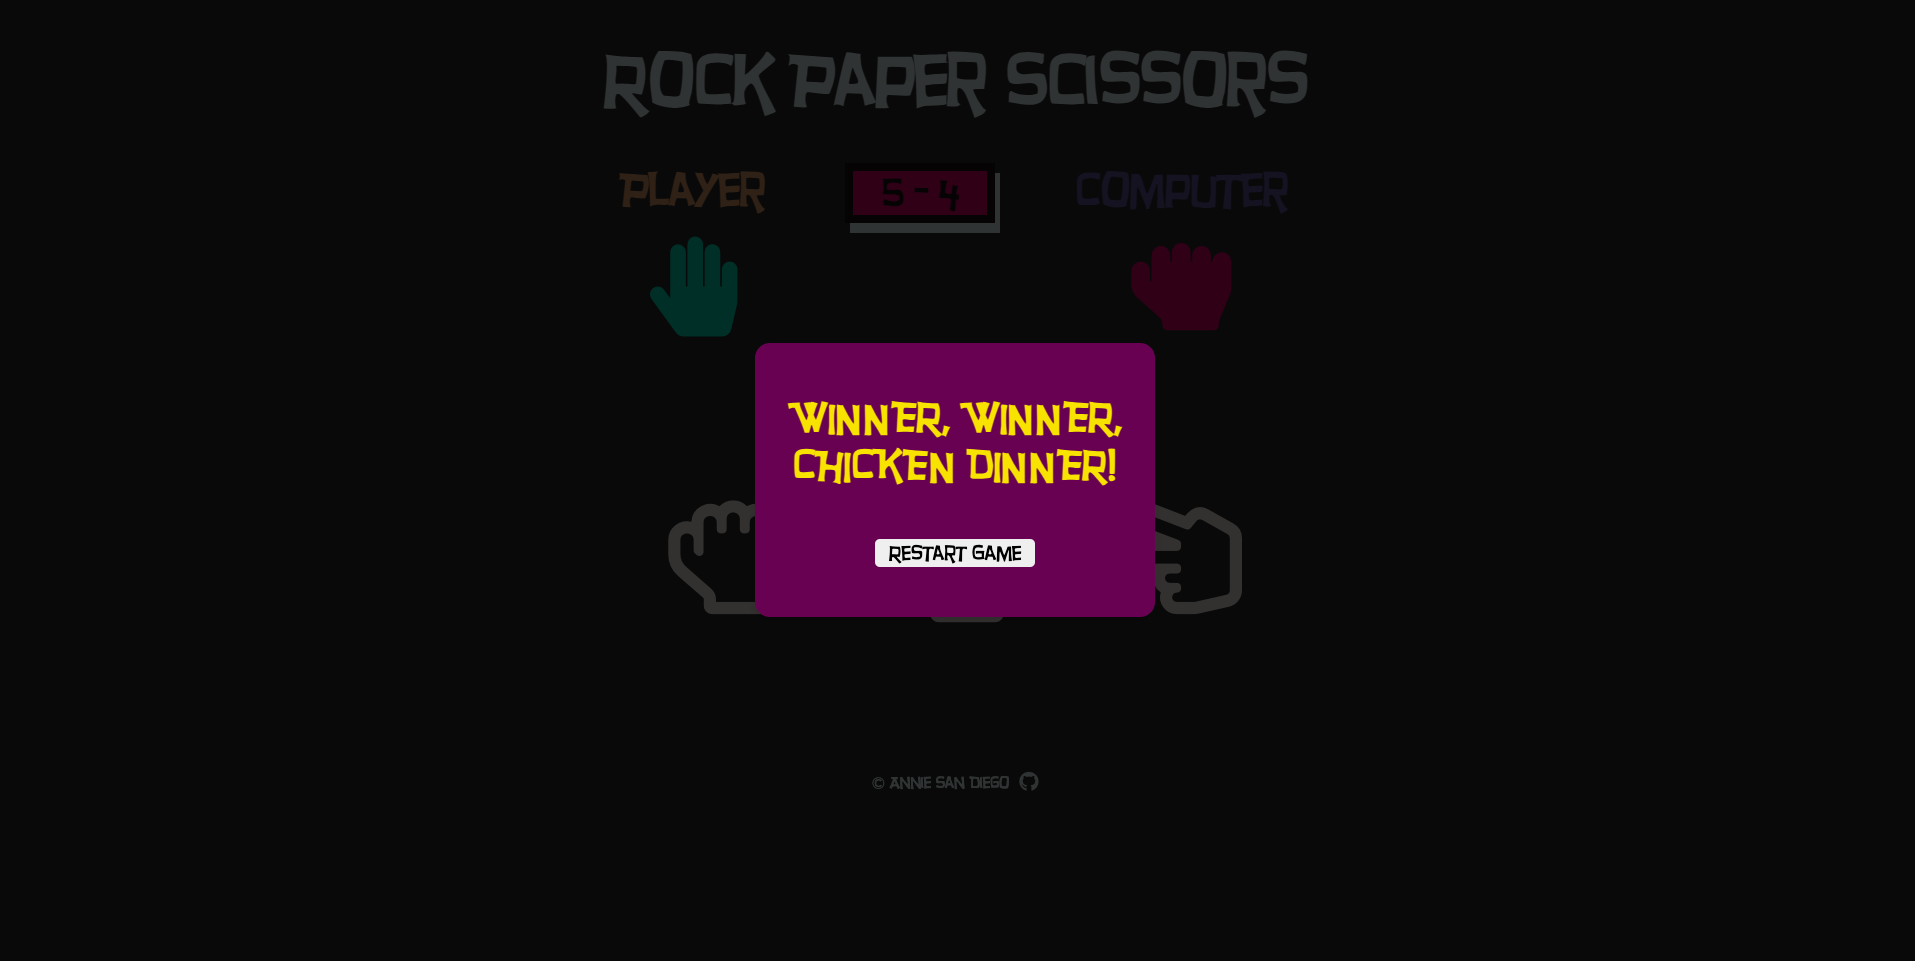 ROCK PAPER SCISSORS
PLAYER
5 - 4
COMPUTER
WINNER, WINNER,
CHICKEN DINNER!
RESTART GAME
© ANNIE SAN DIEGO